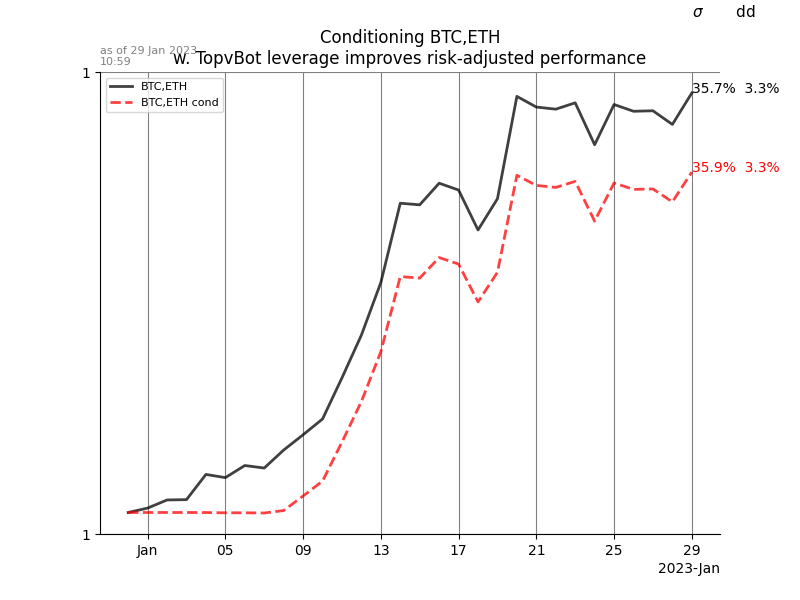 σ dd
Conditioning BTC,ETH
w. TopvBot leverage improves risk-adjusted performance
as of 29 Jan 2023
10:59
1
BTC,ETH
BTC,ETH cond
35.7% 3.3%
35.9% 3.3%
1
Jan 05 09 13 17 21 25 29
2023-Jan